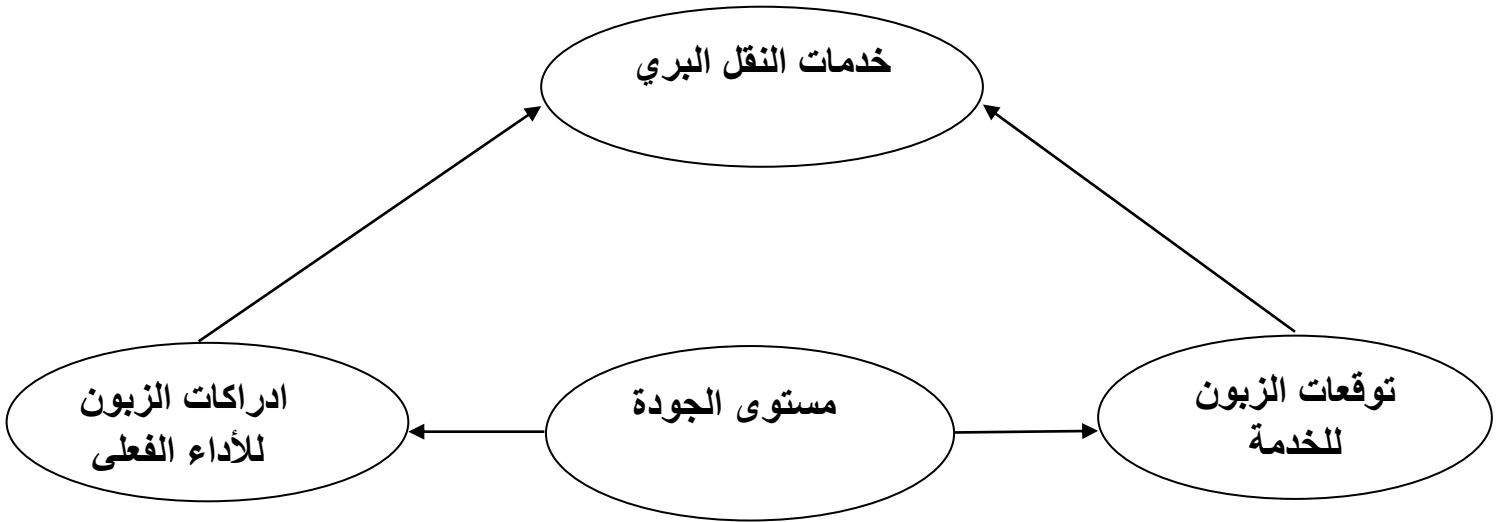 خدمات النقل البري
توقعات الزبون
للخدمة
مستوى الجودة
ادراكات الزبون
للأداء الفعلى